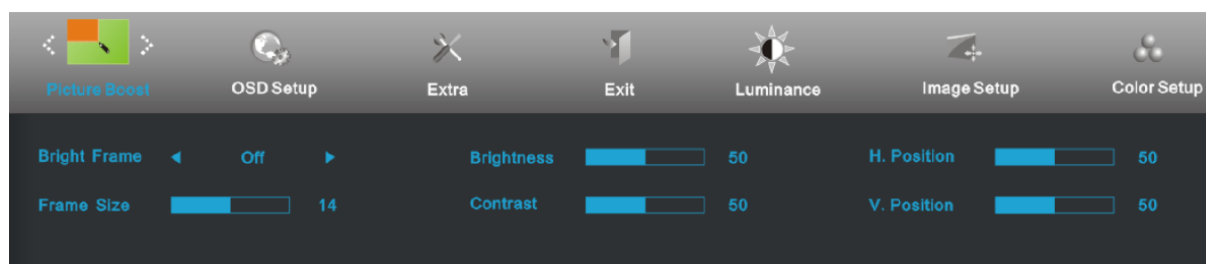 Picture Boost OSD Setup Extra Exit Luminance Image Setup Color Setup
Bright Frame Off Brightness 50 H. Position 50
Frame Size 14 Contrast 50 V. Position 50